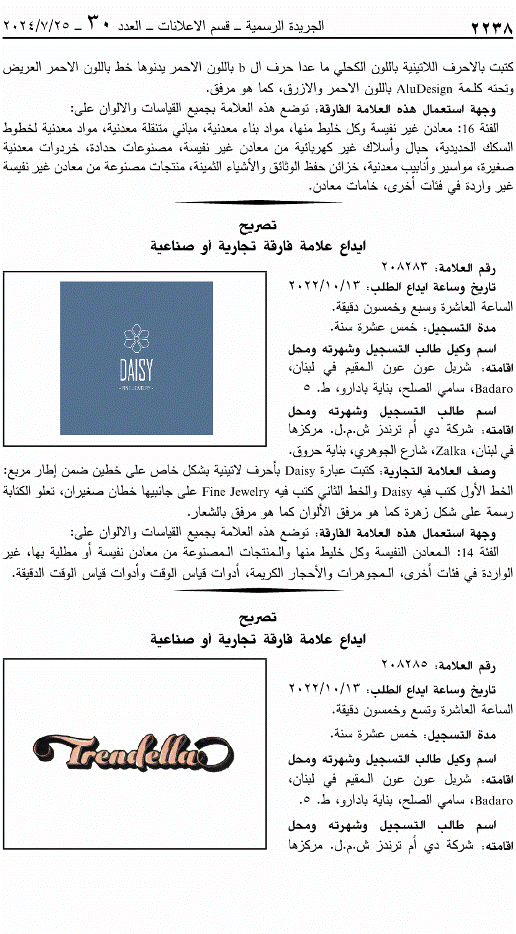 ٢٢٣٨
الجريدة الرسمية ـ قسم الاعلانات ـ العدد ٣٠ ـ ٢٠٢٤/٧/٢٥
كتبت بالاحرف اللاتينية باللون الكحلي ما عدا حرف ال b باللون الاحمر يدنوها خط باللون الاحمر العريض
وتحته كلمة AluDesign باللون الاحمر والازرق، كما هو مرفق.
وجهة استعمال هذه العلامة الفارقة: توضع هذه العلامة بجميع القياسات والالوان على:
الفئة 16: معادن غير نفيسة وكل خليط منها، مواد بناء معدنية، مباني متنقلة معدنية، مواد معدنية لخطوط
السكك الحديدية، حبال وأسلاك غير كهربائية من معادن غير نفيسة، مصنوعات حدادة، خردوات معدنية
صغيرة، مواسير وأنابيب معدنية، خزائن حفظ الوثائق والأشياء الثمينة، منتجات مصنوعة من معادن غير نفيسة
غير واردة في فئات أخرى، خامات معادن.
تصريح
ايداع علامة فارقة تجارية او صناعية
رقم العلامة: ٢٠٨٢٨٣
تاريخ وساعة ايداع الطلب: ٢٠٢٢/١٠/١٣
الساعة العاشرة وسبع وخمسون دقيقة.
مدة التسجيل: خمس عشرة سنة.
اسم وكيل طالب التسجيل وشهرته ومحل
اقامته: شربل عون عون المقيم في لبنان،
Badaro، سامي الصلح، بناية بادارو، ط. ٥
اسم طالب التسجيل وشهرته ومحل
اقامته: شركة دي أم ترندز ش.م.ل. مركزها
في لبنان، Zalka، شارع الجوهري، بناية حروق.
DAISY
- FINE JEWELRY -
وصف العلامة التجارية: كتبت عبارة Daisy بأحرف لاتينية بشكل خاص على خطين ضمن إطار مربع:
الخط الأول كتب فيه Daisy والخط الثاني كتب فيه Fine Jewelry على جانبيها خطان صغيران، تعلو الكتابة
رسمة على شكل زهرة كما هو مرفق الألوان كما هو مرفق بالشعار.
وجهة استعمال هذه العلامة الفارقة: توضع هذه العلامة بجميع القياسات والالوان على:
الفئة 14: المعادن النفيسة وكل خليط منها والمنتجات المصنوعة من معادن نفيسة أو مطلية بها، غير
الواردة في فئات أخرى، المجوهرات والأحجار الكريمة، أدوات قياس الوقت وأدوات قياس الوقت الدقيقة.
تصريح
ايداع علامة فارقة تجارية او صناعية
رقم العلامة: ٢٠٨٢٨٥
تاريخ وساعة ايداع الطلب: ٢٠٢٢/١٠/١٣
الساعة العاشرة وتسع وخمسون دقيقة.
مدة التسجيل: خمس عشرة سنة.
اسم وكيل طالب التسجيل وشهرته ومحل
اقامته: شربل عون عون المقيم في لبنان،
Badaro، سامي الصلح، بناية بادارو، ط. ٥.
اسم طالب التسجيل وشهرته ومحل
اقامته: شركة دي أم ترندز ش.م.ل. مركزها
Trendella